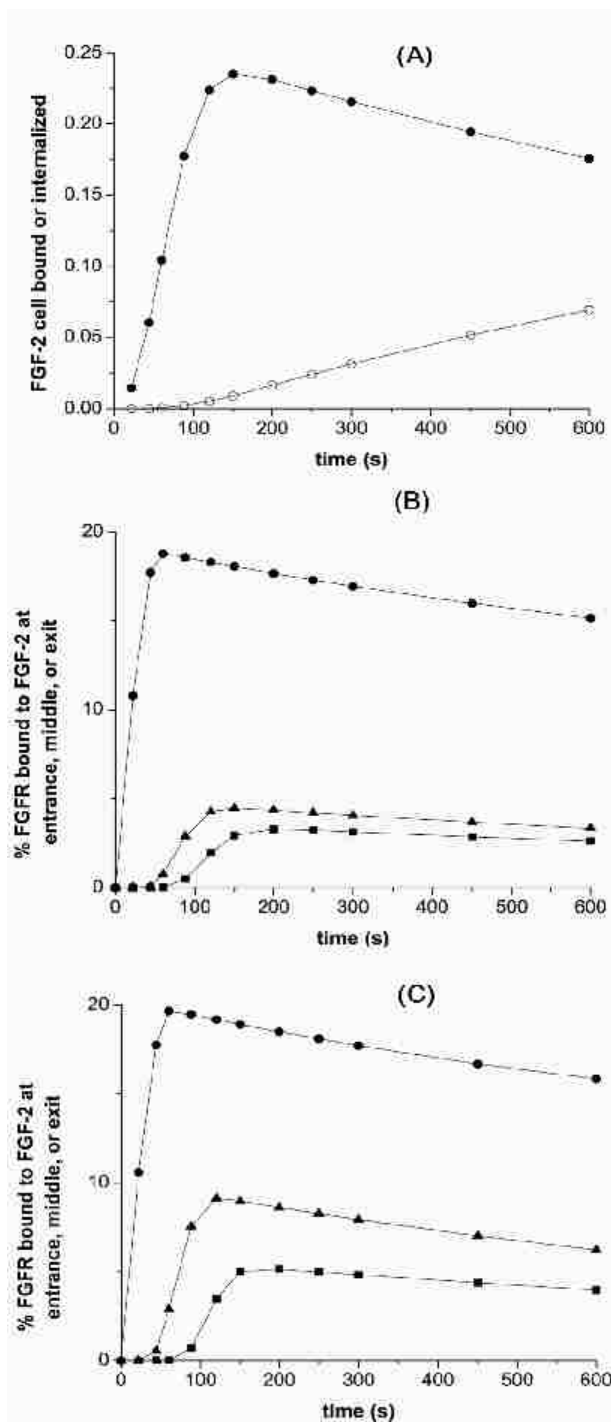 (A)
0.25
0.20
0.15
0.10
0.05
0.00
FGF-2 cell bound or internalized
0 100 200 300 400 500 600
time (s)
(B)
20
10
0
% FGFR bound to FGF-2 at
entrance, middle, or exit
0 100 200 300 400 500 600
time (s)
(C)
20
10
0
% FGFR bound to FGF-2 at
entrance, middle, or exit
0 100 200 300 400 500 600
time (s)